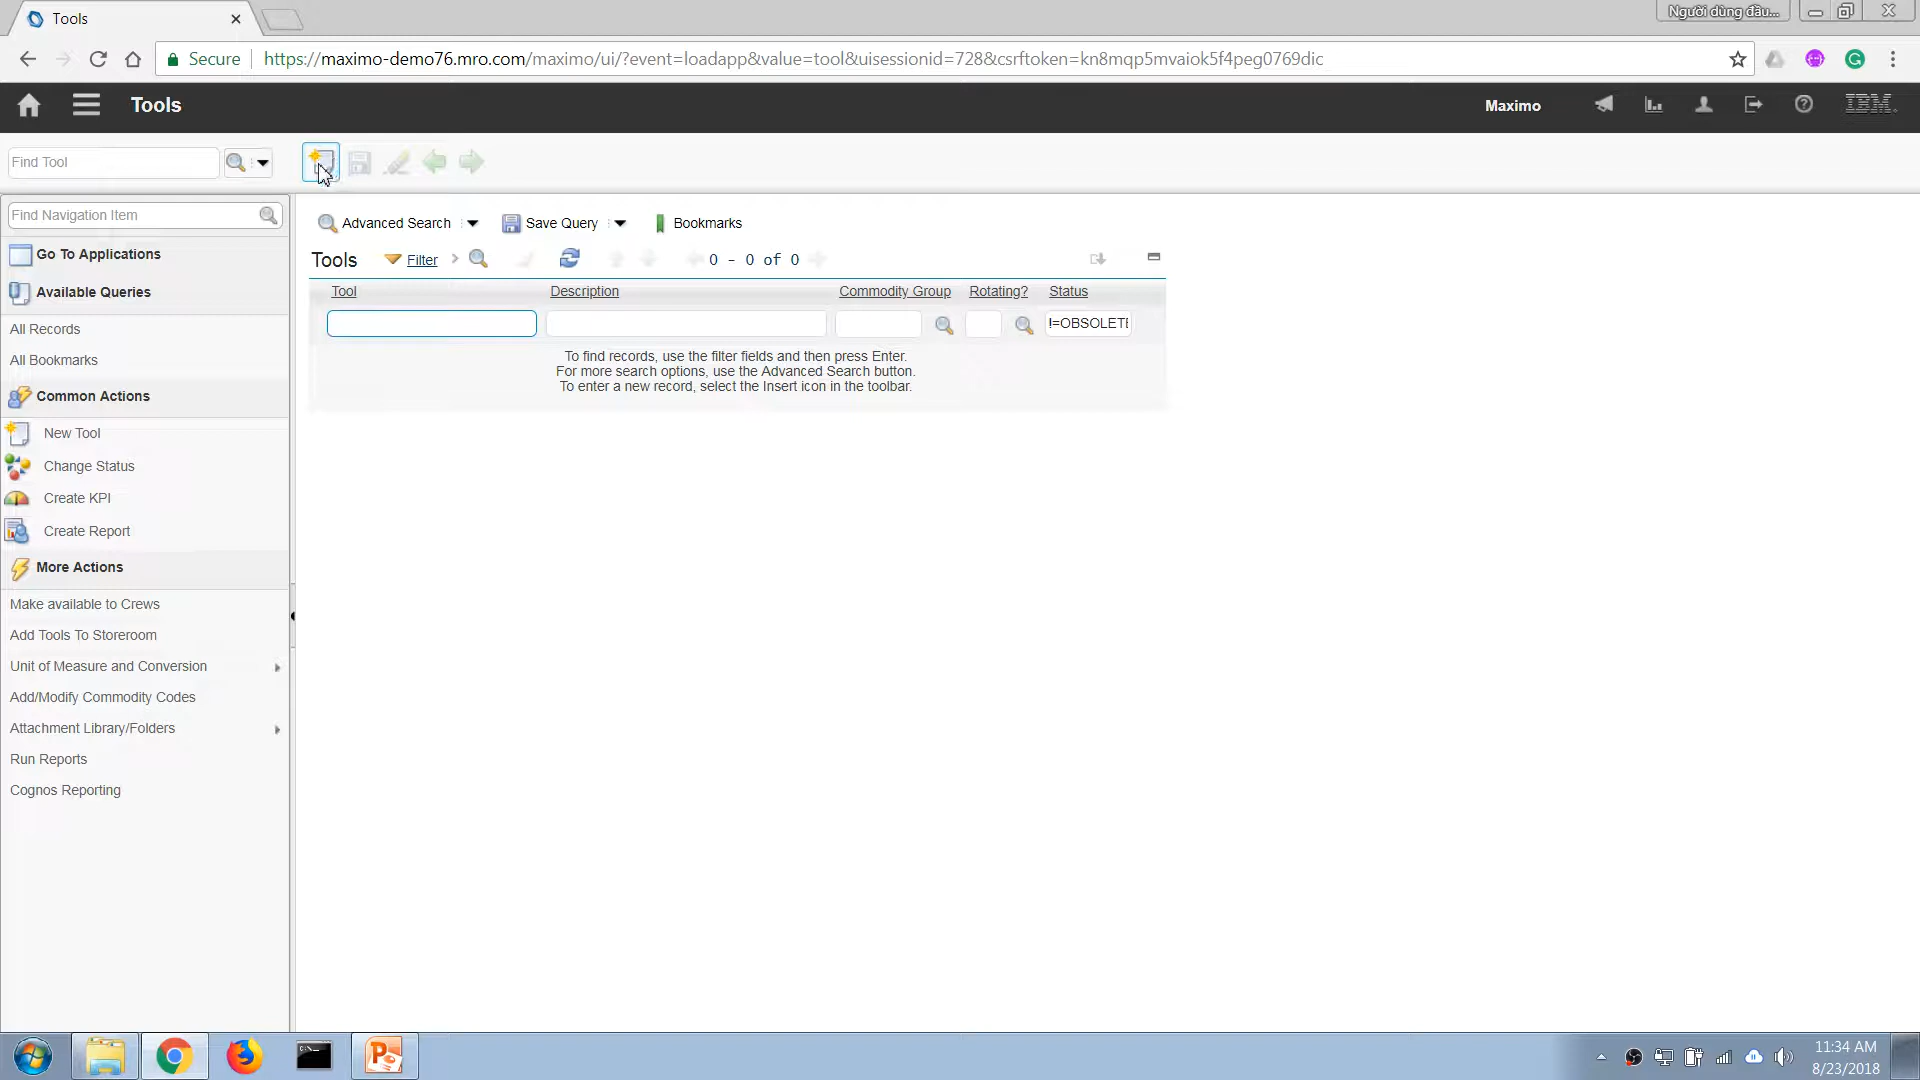 Tools
Người dùng đầu...
Secure
https://maximo-demo76.mro.com/maximo/ui/?event=loadapp&value=tool&uisessionid=728&csrftoken=kn8mqp5mvaiok5f4peg0769dic
Tools
Maximo
IBM.
Find Tool
Find Navigation Item
Go To Applications
Available Queries
All Records
All Bookmarks
Common Actions
New Tool
Change Status
Create KPI
Create Report
More Actions
Make available to Crews
Add Tools To Storeroom
Unit of Measure and Conversion
Add/Modify Commodity Codes
Attachment Library/Folders
Run Reports
Cognos Reporting
Advanced Search
Save Query
Bookmarks
Tools
Filter
0 - 0 of 0
Tool
Description
Commodity Group
Rotating?
Status
!=OBSOLETE
To find records, use the filter fields and then press Enter.
For more search options, use the Advanced Search button.
To enter a new record, select the Insert icon in the toolbar.
11:34 AM
8/23/2018